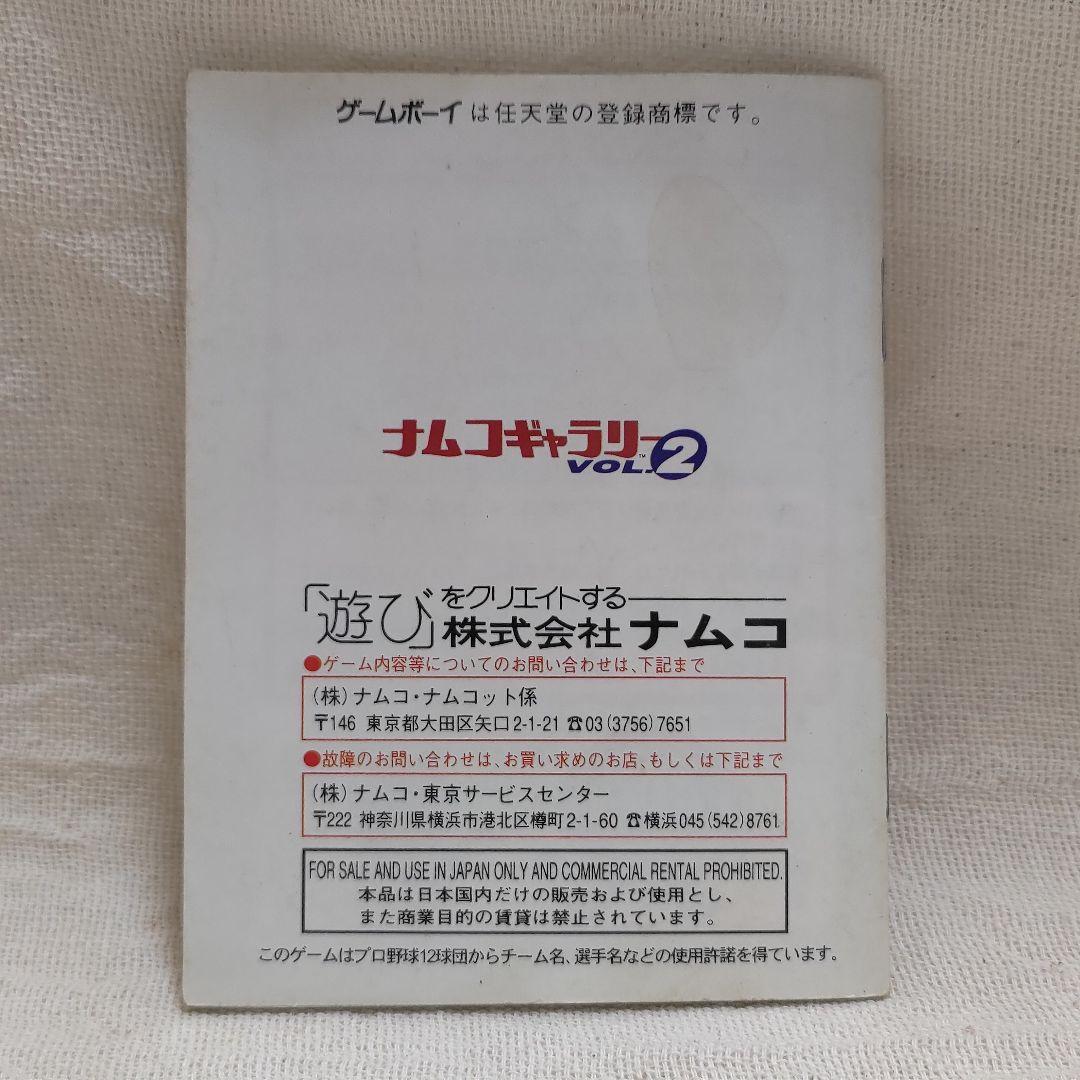 ゲームボーイは任天堂の登録商標です。
ナムコギャラリー™
VOL.2
「遊び」をクリエイトする
株式会社ナムコ
●ゲーム内容等についてのお問い合わせは、下記まで
(株)ナムコ・ナムコット係
〒146 東京都大田区矢口2-1-21 ☎03(3756)7651
●故障のお問い合わせは、お買い求めのお店、もしくは下記まで
(株)ナムコ・東京サービスセンター
〒222 神奈川県横浜市港北区樽町2-1-60 ☎横浜045(542)8761
FOR SALE AND USE IN JAPAN ONLY AND COMMERCIAL RENTAL PROHIBITED.
本品は日本国内だけの販売および使用とし、
また商業目的の賃貸は禁止されています。
このゲームはプロ野球12球団からチーム名、選手名などの使用許諾を得ています。